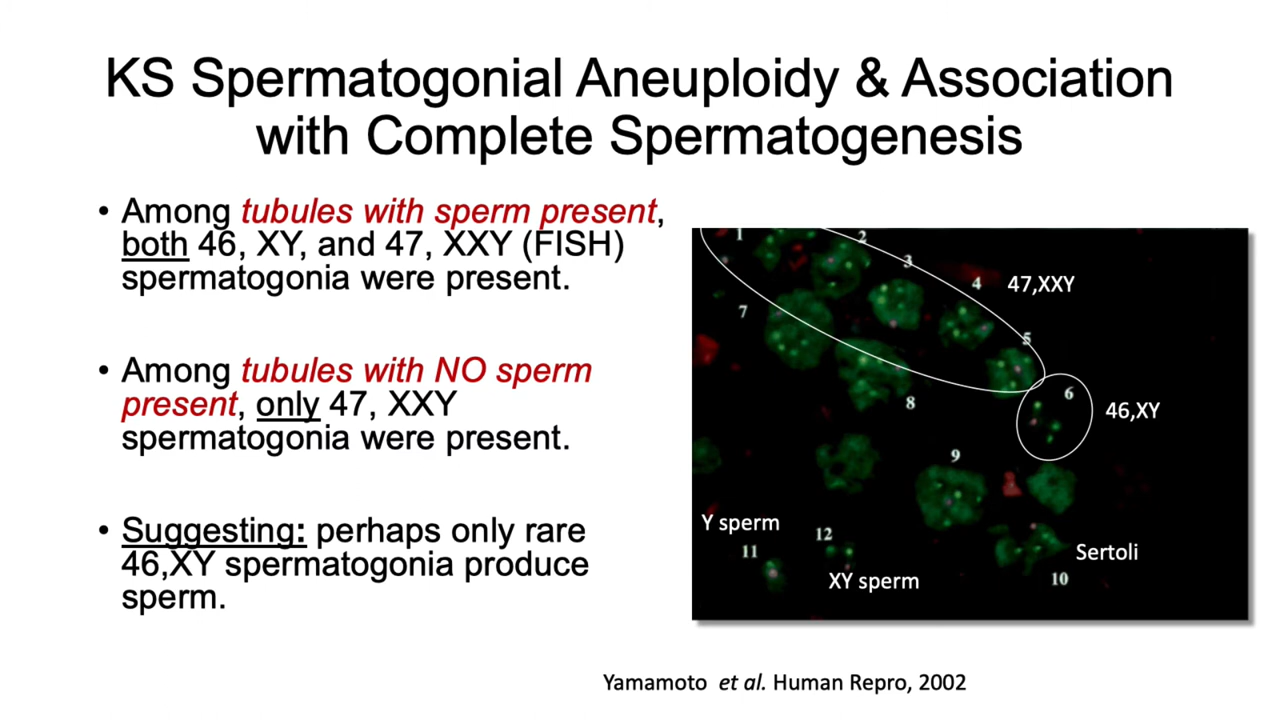 KS Spermatogonial Aneuploidy & Association
with Complete Spermatogenesis
• Among tubules with sperm present,
both 46, XY, and 47, XXY (FISH)
spermatogonia were present.
• Among tubules with NO sperm
present, only 47, XXY
spermatogonia were present.
• Suggesting: perhaps only rare
46,XY spermatogonia produce
sperm.
1
2
3
4
47,XXY
7
5
6
8
46,XY
9
Y sperm
12
11
Sertoli
XY sperm
10
Yamamoto et al. Human Repro, 2002